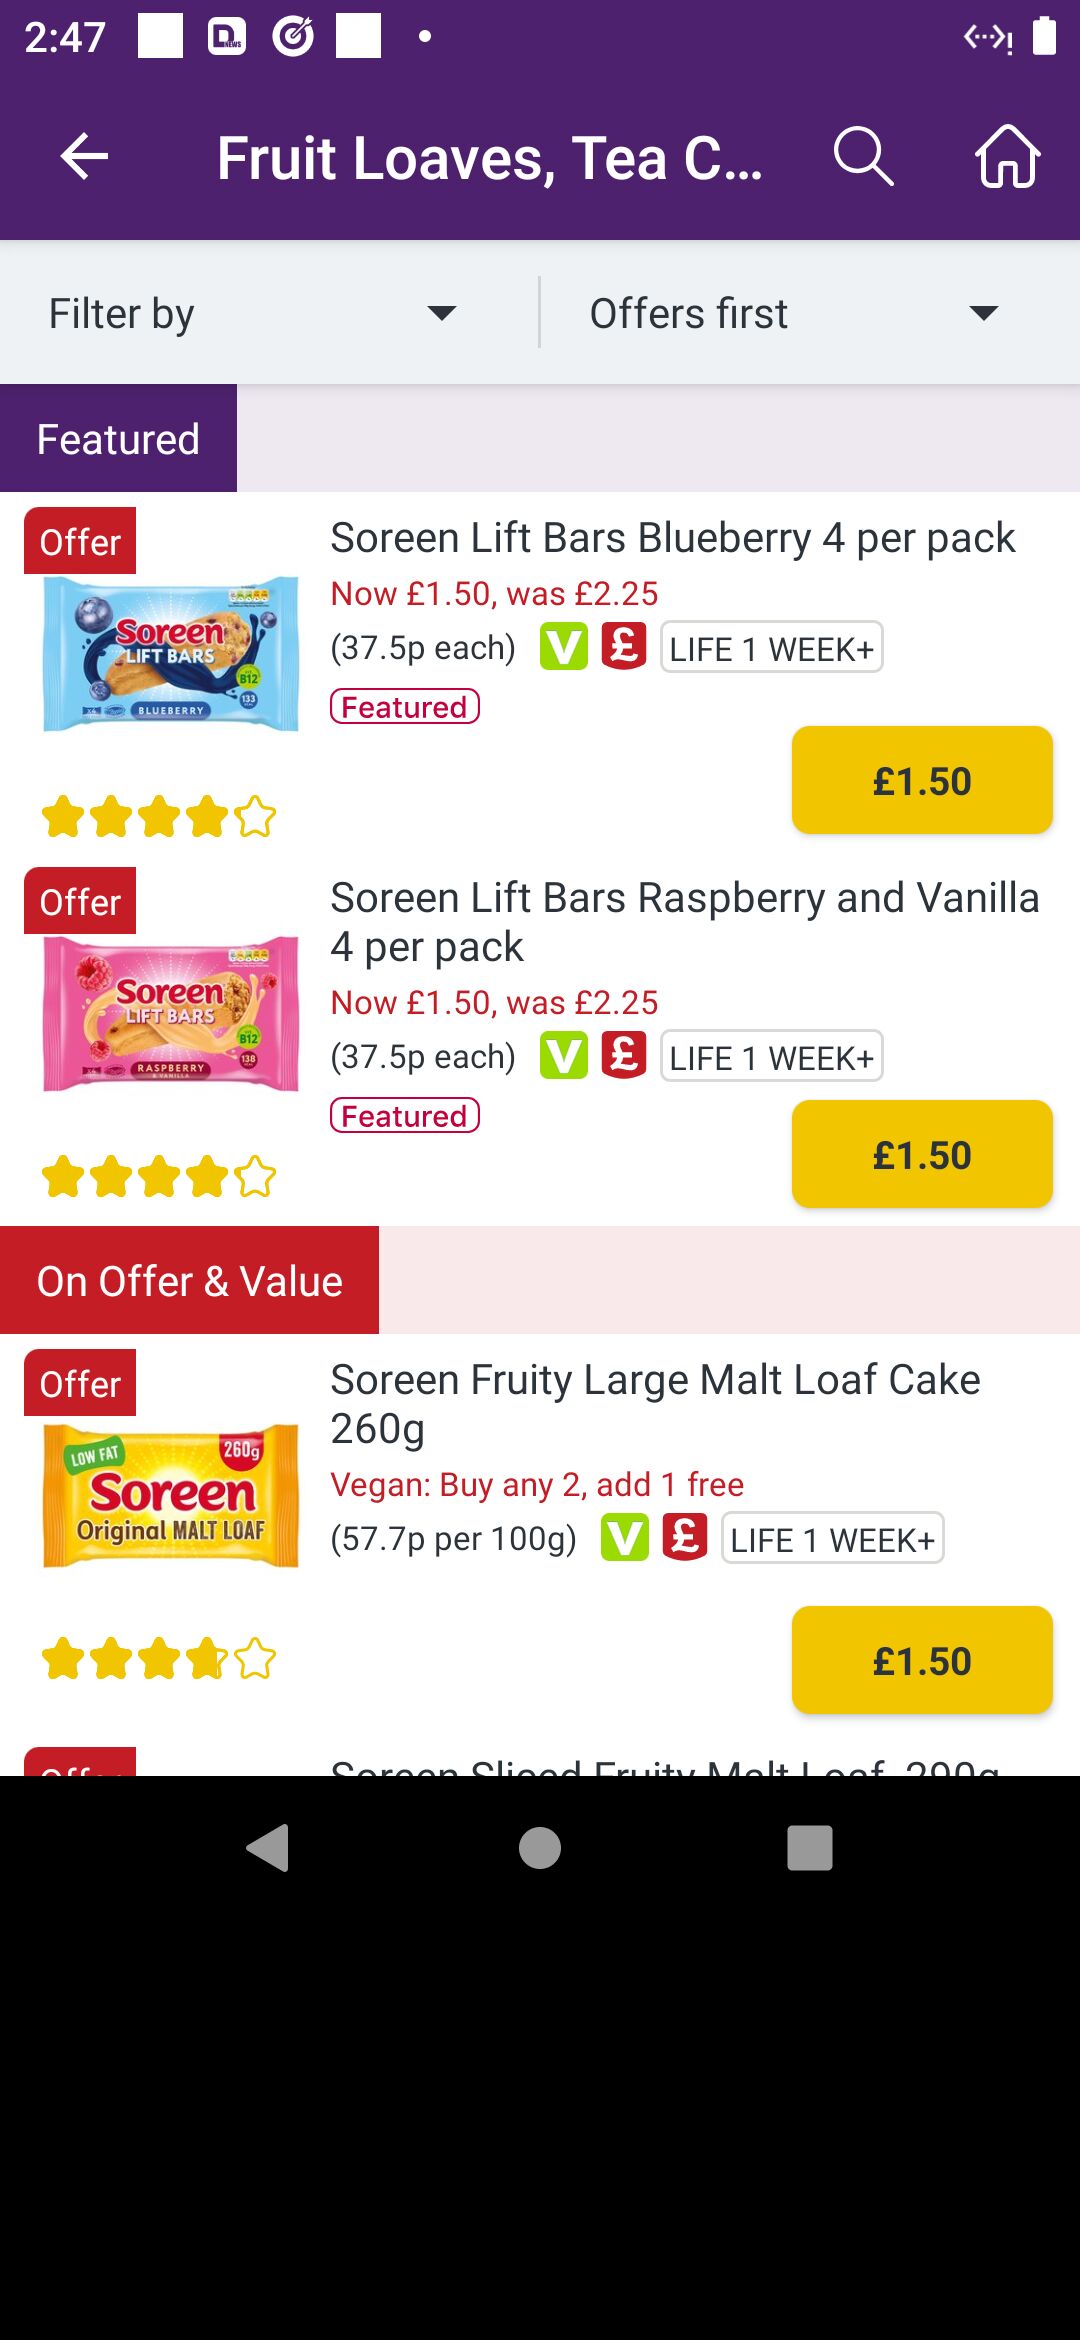 2:47
Fruit Loaves, Tea C...
Filter by
Offers first
Featured
Offer
Soreen Lift Bars Blueberry 4 per pack
Now £1.50, was £2.25
(37.5p each) V £ LIFE 1 WEEK+
Featured
Soreen
LIFT BARS
B12
133
BLUEBERRY
£1.50
Offer
Soreen Lift Bars Raspberry and Vanilla
4 per pack
Now £1.50, was £2.25
(37.5p each) V £ LIFE 1 WEEK+
Featured
Soreen
LIFT BARS
B12
138
RASPBERRY
& VANILLA
£1.50
On Offer & Value
Offer
Soreen Fruity Large Malt Loaf Cake
260g
Vegan: Buy any 2, add 1 free
(57.7p per 100g) V £ LIFE 1 WEEK+
LOW FAT
260g
Soreen
Original MALT LOAF
£1.50
Offer
Soreen Sliced Fruity Malt Loaf, 290g